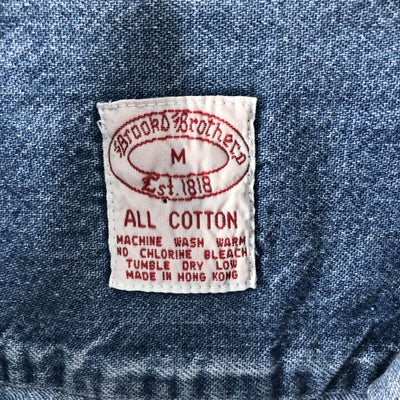 Brooks Brothers
M
Est. 1818
ALL COTTON
MACHINE WASH WARM
NO CHLORINE BLEACH
TUMBLE DRY LOW
MADE IN HONG KONG